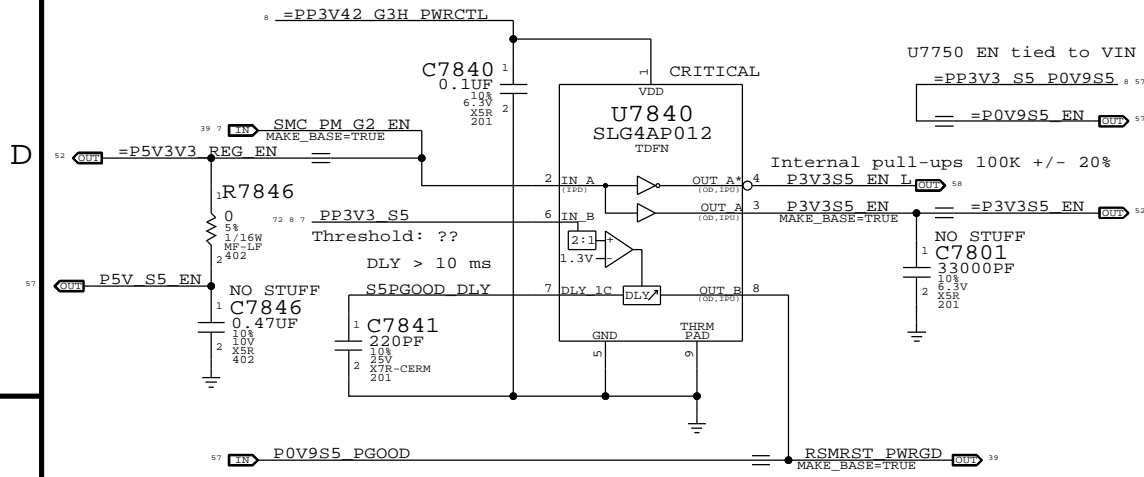 8 =PP3V42_G3H_PWRCTL
U7750 EN tied to VIN
=PP3V3_S5_P0V9S5 8 57
=P0V9S5_EN OUT 57
C7840
0.1UF
10%
6.3V
X5R
201
1
2
1
VDD
CRITICAL
U7840
SLG4AP012
TDFN
D
39 7 IN SMC_PM_G2_EN
MAKE_BASE=TRUE
52 OUT =P5V3V3_REG_EN
Internal pull-ups 100K +/- 20%
2 IN_A
(IPD)
OUT_A* 4 P3V3S5_EN_L OUT 58
(OD,IPU)
OUT_A 3 P3V3S5_EN
(OD,IPU)
MAKE_BASE=TRUE
=P3V3S5_EN OUT 52
1
R7846
0
5%
1/16W
MF-LF
402
2
72 8 7 PP3V3_S5 6 IN_B
Threshold: ??
2:1
+
1.3V
-
DLY > 10 ms
NO STUFF
C7801
33000PF
10%
6.3V
X5R
201
1
2
57 OUT P5V_S5_EN
S5PGOOD_DLY 7 DLY_1C
DLY
OUT_B 8
(OD,IPU)
NO STUFF
C7846
0.47UF
10%
10V
X5R
402
1
2
C7841
220PF
10%
25V
X7R-CERM
201
1
2
GND
5
THRM
PAD
9
57 IN P0V9S5_PGOOD
RSMRST_PWRGD OUT 39
MAKE_BASE=TRUE